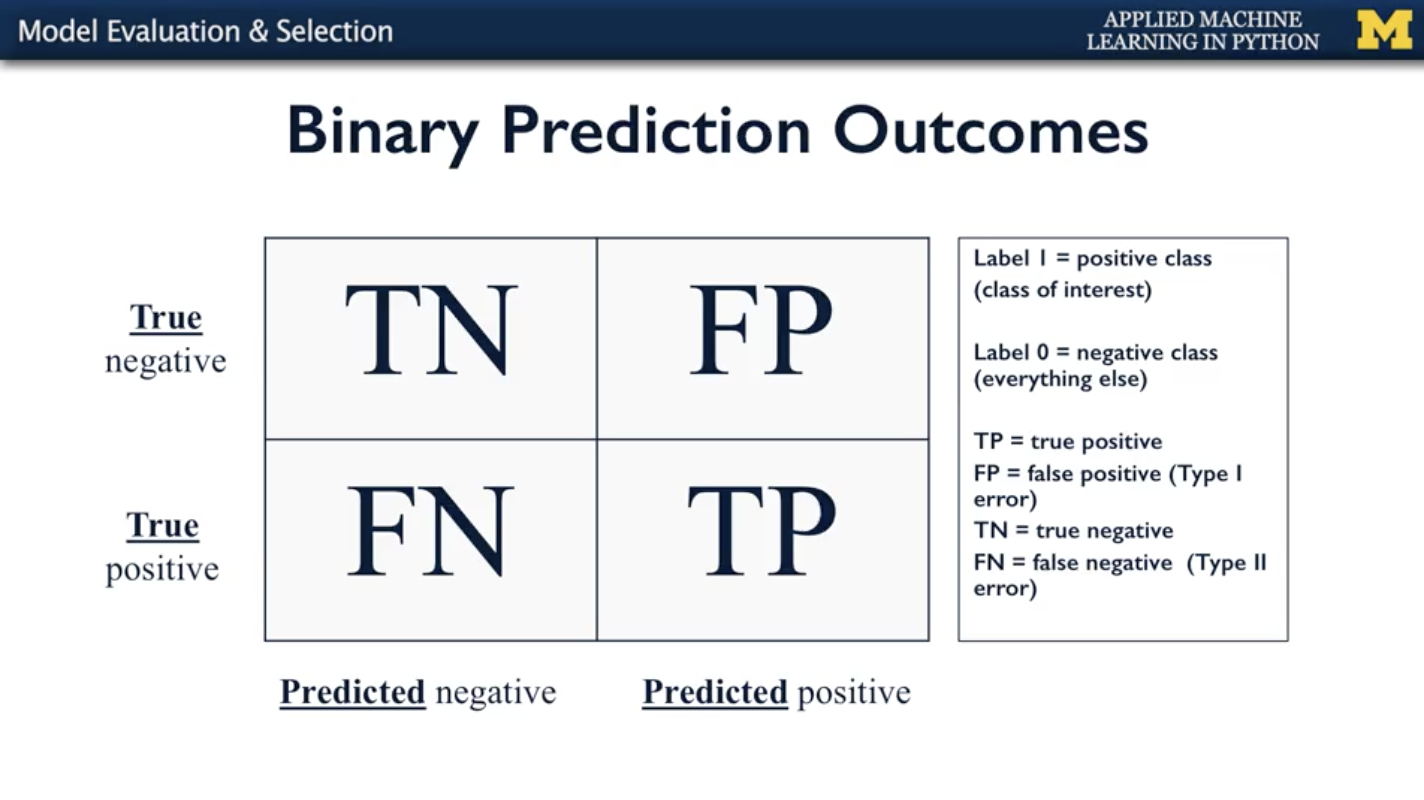 Model Evaluation & Selection
APPLIED MACHINE
LEARNING IN PYTHON
M
Binary Prediction Outcomes
True
negative
TN
FP
True
positive
FN
TP
Predicted negative
Predicted positive
Label 1 = positive class
(class of interest)
Label 0 = negative class
(everything else)
TP = true positive
FP = false positive (Type I
error)
TN = true negative
FN = false negative (Type II
error)